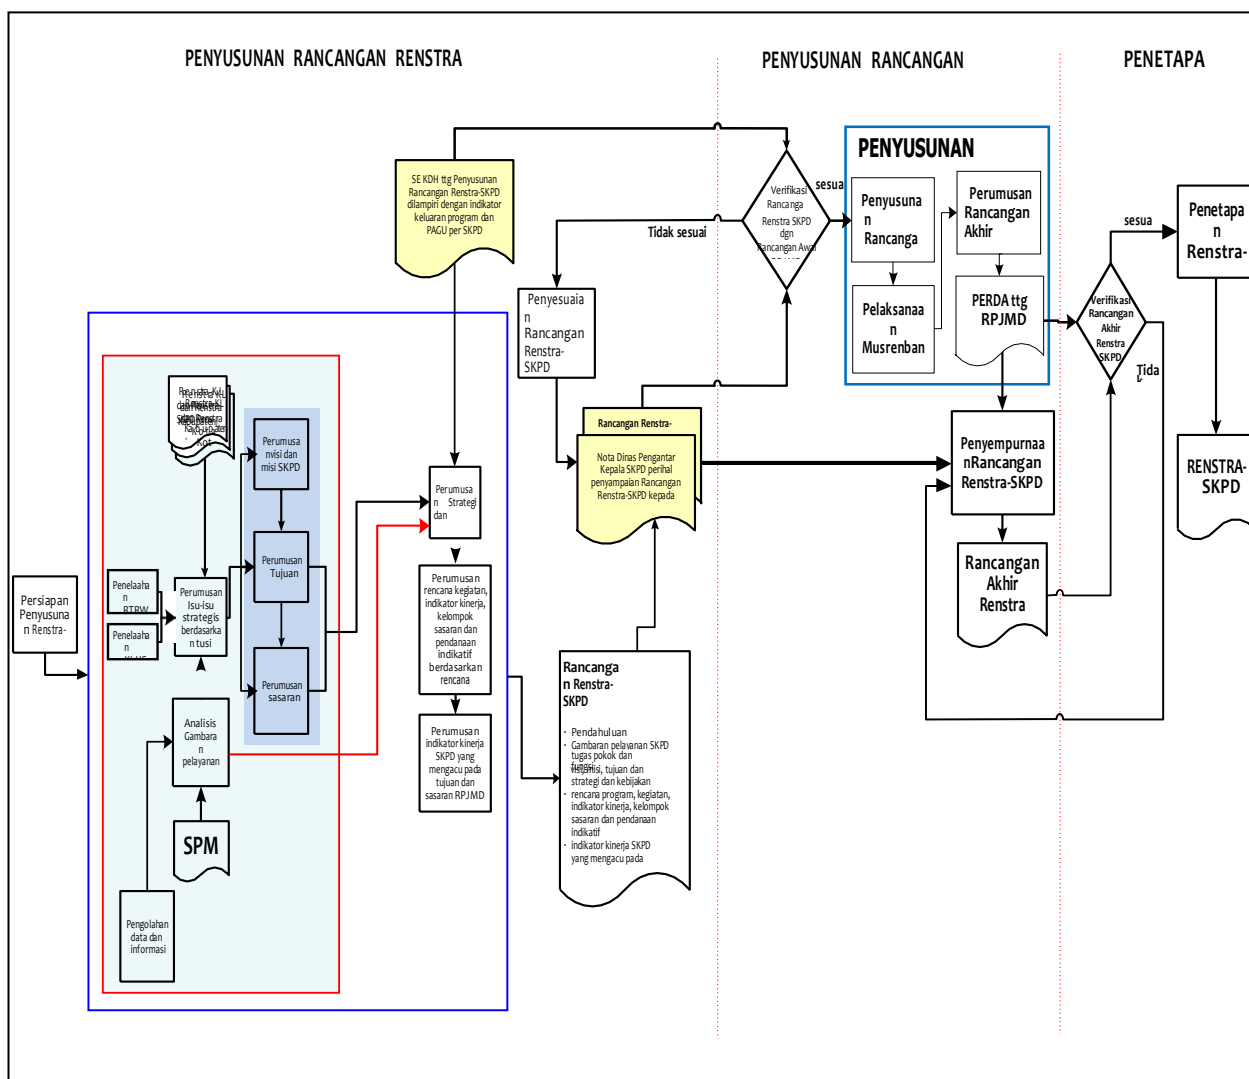 PENYUSUNAN RANCANGAN RENSTRA
PENYUSUNAN RANCANGAN
PENETAPA
SE KDH ttg Penyusunan
Rancangan Renstra-SKPD
dilampiri dengan indikator
keluaran program dan
PAGU per SKPD
Verifikasi
Rancanga
Renstra SKPD
dgn
Rancangan Awal
sesua
Tidak sesuai
PENYUSUNAN
Penyusuna
n
Rancanga
Perumusan
Rancangan
Akhir
Pelaksanaa
n
Musrenban
PERDA ttg
RPJMD
sesua
Penetapa
n
Renstra-
Verifikasi
Rancangan
Akhir
Renstra
SKPD
Tida
k
Penyesuaia
n
Rancangan
Renstra-
SKPD
Rancangan Renstra-
Nota Dinas Pengantar
Kepala SKPD perihal
penyampaian Rancangan
Renstra-SKPD kepada
Penyempurnaa
nRancangan
Renstra-SKPD
RENSTRA-
SKPD
Rancangan
Akhir
Renstra
Perumusa
nvisi dan
misi SKPD
Perumusa
n Strategi
dan
Persiapan
Penyusuna
n Renstra-
Penelaaha
n
RTRW
Penelaaha
n
Perumusan
Isu-isu
strategis
berdasarka
n tusi
Perumusan
Tujuan
Perumusan
sasaran
Perumusan
rencana kegiatan,
indikator kinerja,
kelompok
sasaran dan
pendanaan
indikatif
berdasarkan
rencana
Perumusan
indikator kinerja
SKPD yang
mengacu pada
tujuan dan
sasaran RPJMD
Analisis
Gambara
n
pelayanan
SPM
Pengolahan
data dan
informasi
Rancanga
n Renstra-
SKPD
· Pendahuluan
· Gambaran pelayanan SKPD
tugas pokok dan
fungsi
visi,misi, tujuan dan
strategi dan kebijakan
· rencana program, kegiatan,
indikator kinerja, kelompok
sasaran dan pendanaan
indikatif
· indikator kinerja SKPD
yang mengacu pada